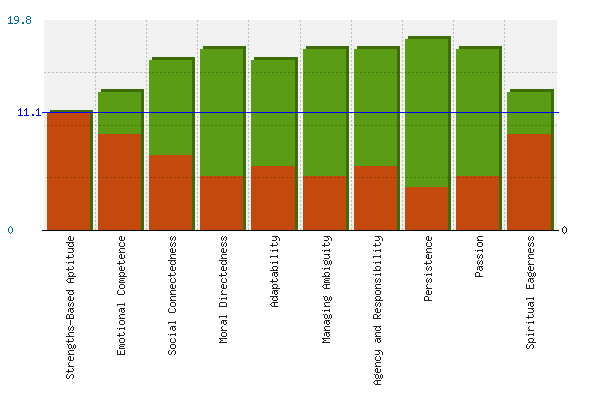 19.8
11.1
0
0
Strengths-Based Aptitude
Emotional Competence
Social Connectedness
Moral Directedness
Adaptability
Managing Ambiguity
Agency and Responsibility
Persistence
Passion
Spiritual Eagerness